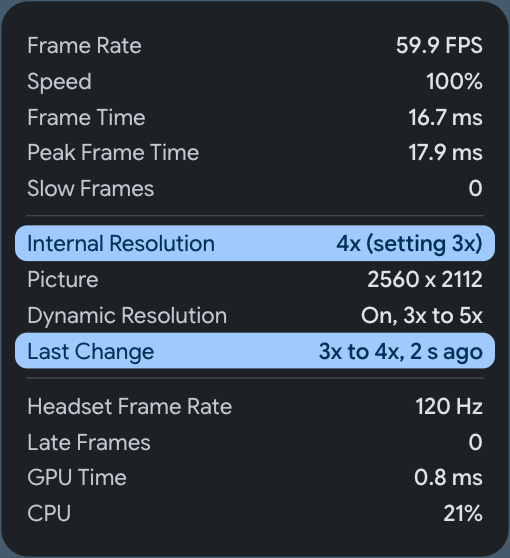 Frame Rate 59.9 FPS
Speed 100%
Frame Time 16.7 ms
Peak Frame Time 17.9 ms
Slow Frames 0
Internal Resolution 4x (setting 3x)
Picture 2560 x 2112
Dynamic Resolution On, 3x to 5x
Last Change 3x to 4x, 2 s ago
Headset Frame Rate 120 Hz
Late Frames 0
GPU Time 0.8 ms
CPU 21%